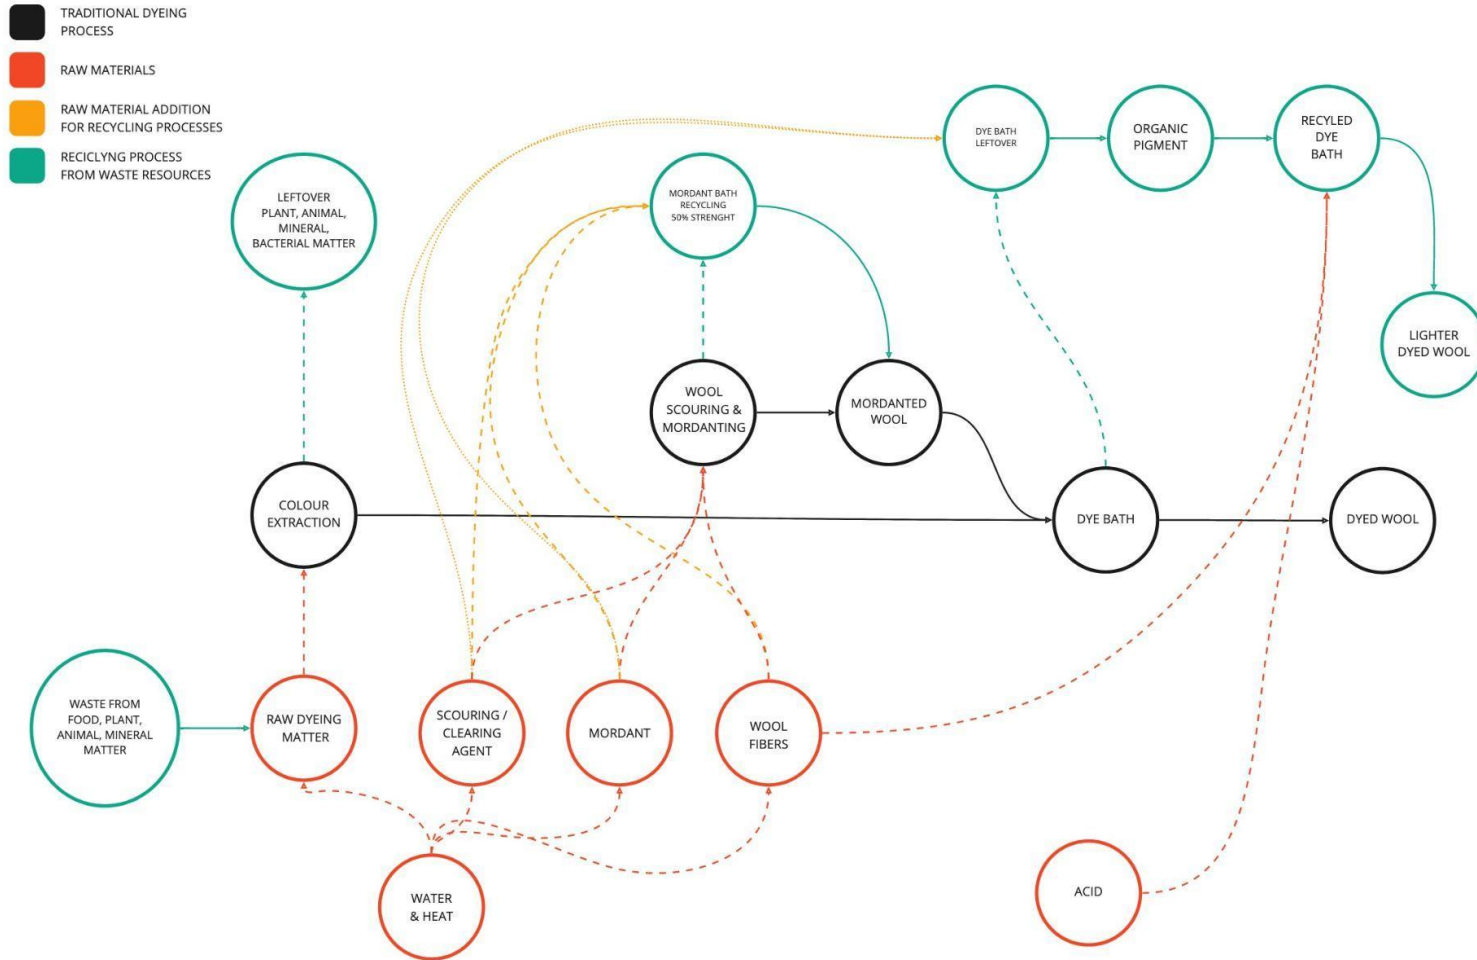 TRADITIONAL DYEING
PROCESS
RAW MATERIALS
RAW MATERIAL ADDITION
FOR RECYCLING PROCESSES
RECICLYNG PROCESS
FROM WASTE RESOURCES
LEFTOVER
PLANT, ANIMAL,
MINERAL,
BACTERIAL MATTER
MORDANT BATH
RECYCLING
50% STRENGHT
DYE BATH
LEFTOVER
ORGANIC
PIGMENT
RECYLED
DYE
BATH
LIGHTER
DYED WOOL
WOOL
SCOURING &
MORDANTING
MORDANTED
WOOL
COLOUR
EXTRACTION
DYE BATH
DYED WOOL
WASTE FROM
FOOD, PLANT,
ANIMAL, MINERAL
MATTER
RAW DYEING
MATTER
SCOURING /
CLEARING
AGENT
MORDANT
WOOL
FIBERS
WATER
& HEAT
ACID